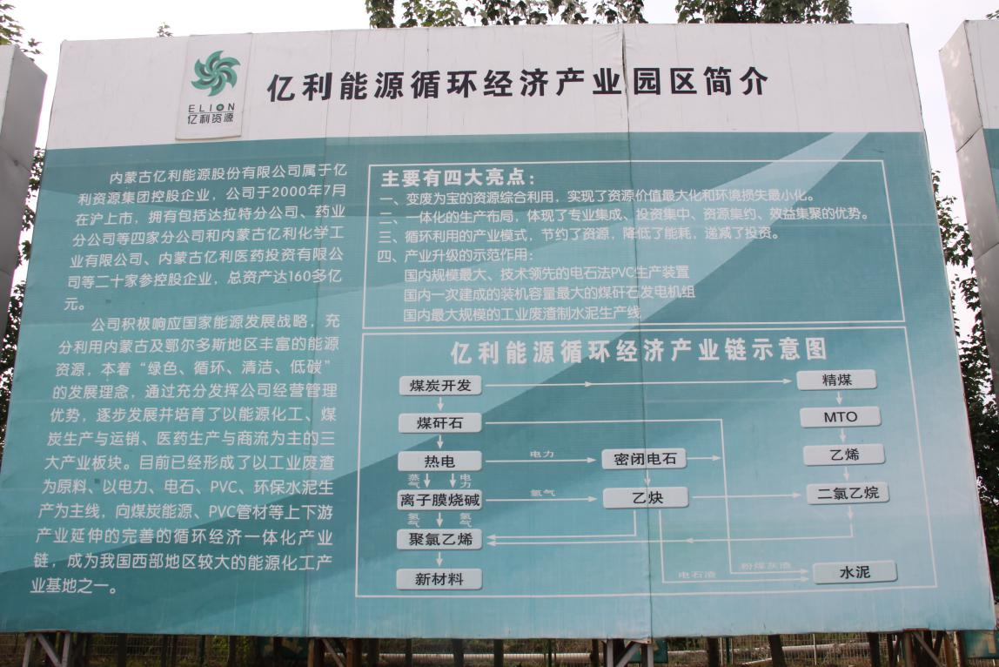 ELION
亿利资源
亿利能源循环经济产业园区简介
内蒙古亿利能源股份有限公司属于亿
利资源集团控股企业，公司于2000年7月
在沪上市，拥有包括达拉特分公司、药业
分公司等四家分公司和内蒙古亿利化学工
业有限公司、内蒙古亿利医药投资有限公
司等二十家参控股企业，总资产达160多亿
元。
公司积极响应国家能源发展战略，充
分利用内蒙古及鄂尔多斯地区丰富的能源
资源，本着“绿色、循环、清洁、低碳”
的发展理念，通过充分发挥公司经营管理
优势，逐步发展并培育了以能源化工、煤
炭生产与运销、医药生产与商流为主的三
大产业板块。目前已经形成了以工业废渣
为原料、以电力、电石、PVC、环保水泥生
产为主线，向煤炭能源、PVC管材等上下游
产业延伸的完善的循环经济一体化产业
链，成为我国西部地区较大的能源化工产
业基地之一。
主要有四大亮点：
一、变废为宝的资源综合利用，实现了资源价值最大化和环境损失最小化。
二、一体化的生产布局，体现了专业集成、投资集中、资源集约、效益集聚的优势。
三、循环利用的产业模式，节约了资源，降低了能耗，递减了投资。
四、产业升级的示范作用：
国内规模最大、技术领先的电石法PVC生产装置
国内一次建成的装机容量最大的煤矸石发电机组
国内最大规模的工业废渣制水泥生产线
亿利能源循环经济产业链示意图
煤炭开发
精煤
煤矸石
MTO
热电
电力
密闭电石
乙烯
蒸气
电力
离子膜烧碱
氢气
乙炔
二氯乙烷
氢气
氯气
聚氯乙烯
新材料
电石渣
粉煤灰渣
水泥